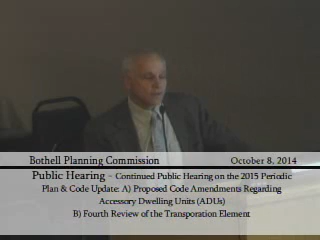 Bothell Planning Commission October 8, 2014
Public Hearing - Continued Public Hearing on the 2015 Periodic
Plan & Code Update: A) Proposed Code Amendments Regarding
Accessory Dwelling Units (ADUs)
B) Fourth Review of the Transporation Element